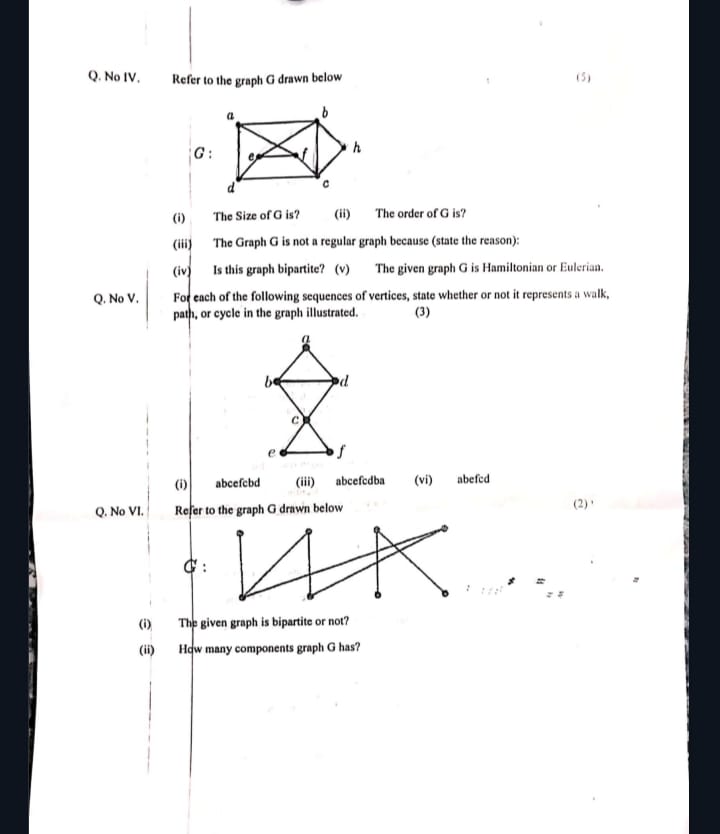 Q. No IV. Refer to the graph G drawn below (5)
a b
G: e f h
d c
(i) The Size of G is? (ii) The order of G is?
(iii) The Graph G is not a regular graph because (state the reason):
(iv) Is this graph bipartite? (v) The given graph G is Hamiltonian or Eulerian.
Q. No V. For each of the following sequences of vertices, state whether or not it represents a walk,
path, or cycle in the graph illustrated. (3)
a
b d
c
e f
(i) abcefcbd (iii) abcefcdba (vi) abefcd
Q. No VI. Refer to the graph G drawn below (2)
G:
(i) The given graph is bipartite or not?
(ii) How many components graph G has?